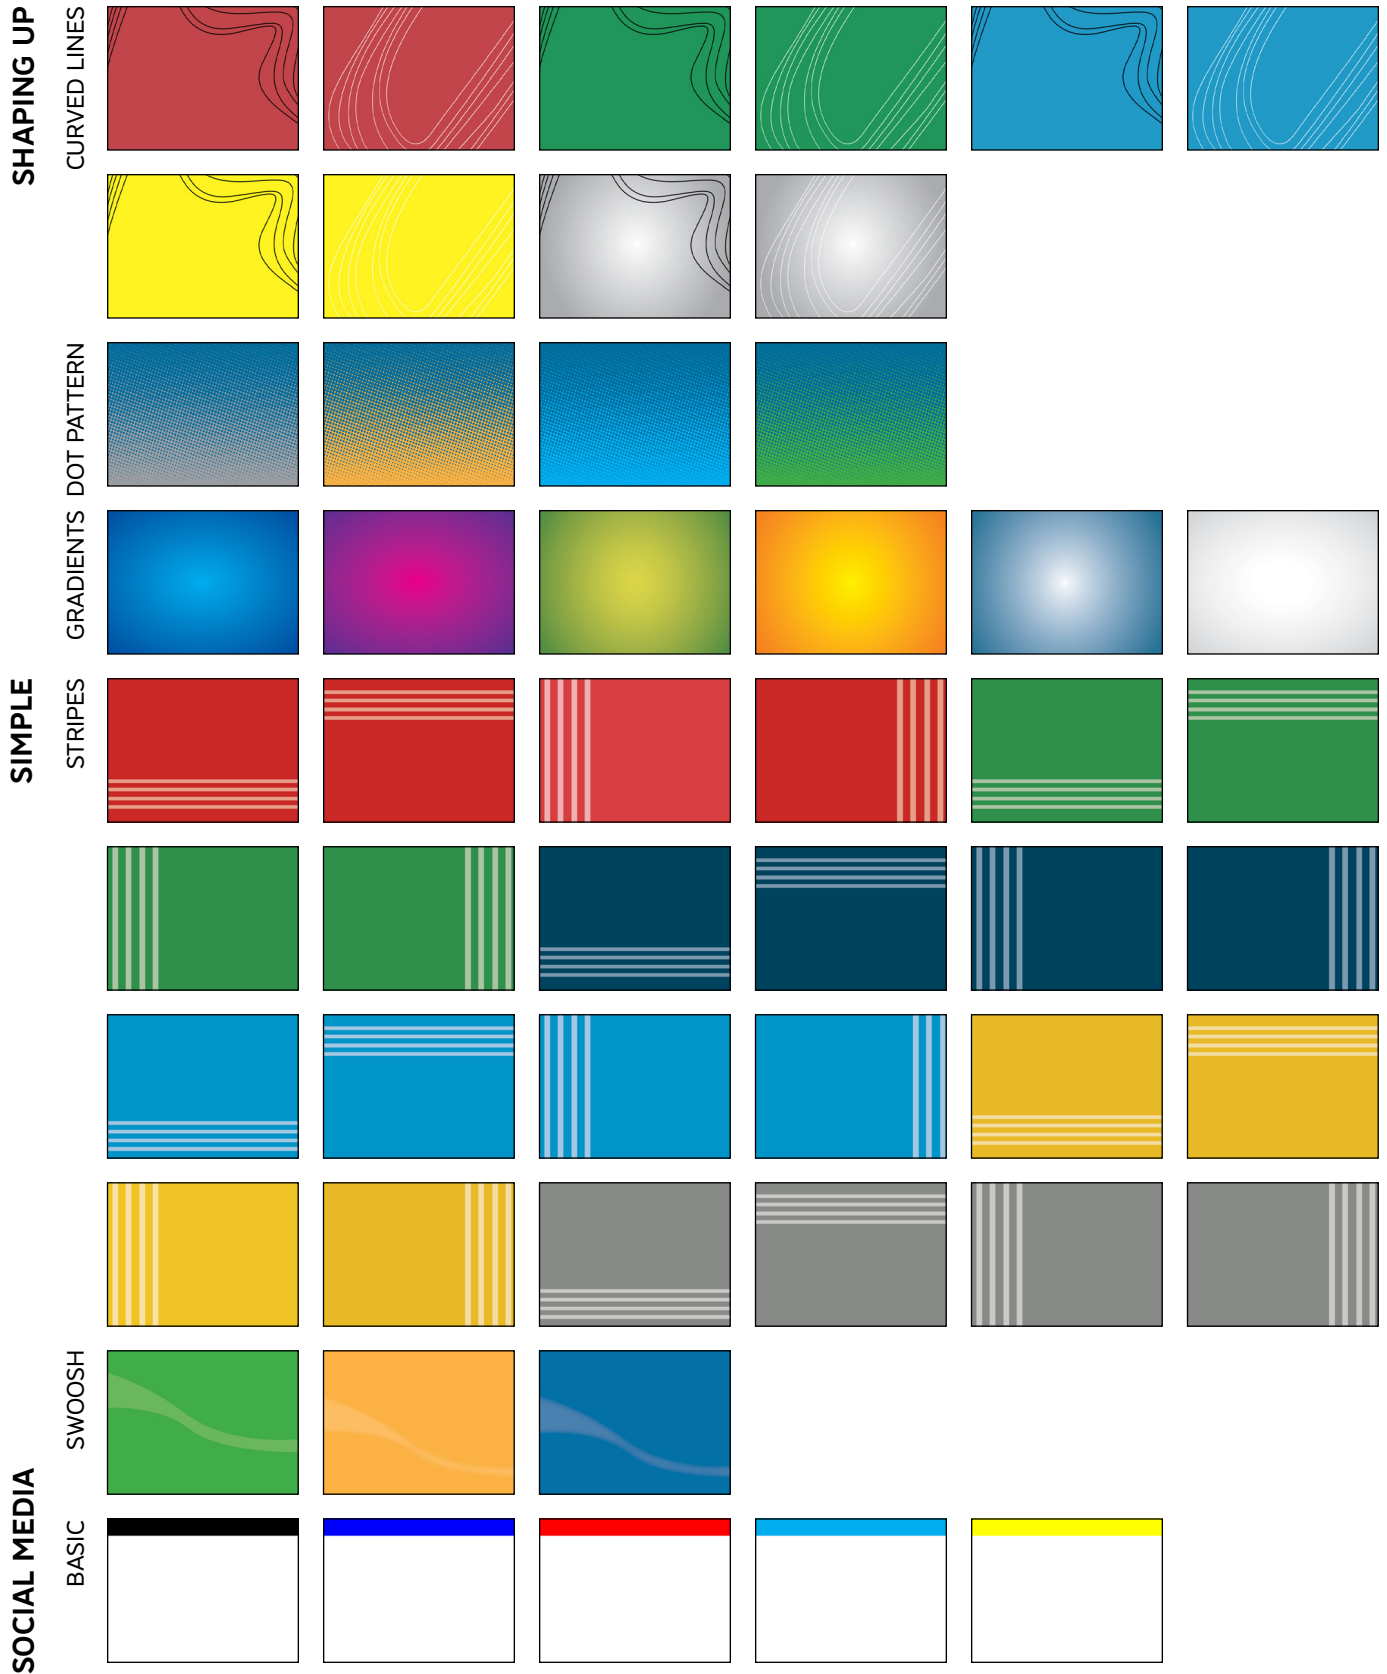 SHAPING UP
CURVED LINES
DOT PATTERN
GRADIENTS
SIMPLE
STRIPES
SWOOSH
SOCIAL MEDIA
BASIC